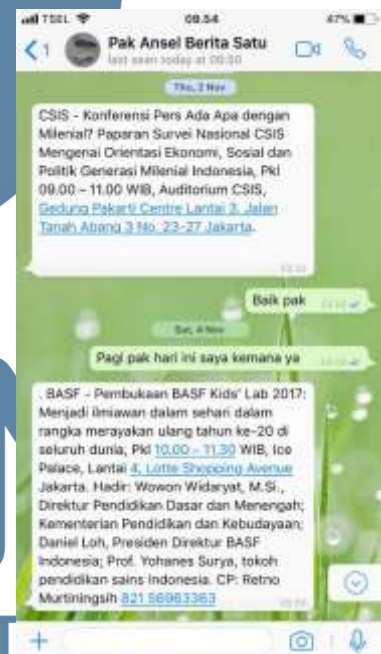 TSEL 09.54 47%
1 Pak Ansel Berita Satu
last seen today at 09.50
Thu, 2 Nov
CSIS - Konferensi Pers Ada Apa dengan
Milenial? Paparan Survei Nasional CSIS
Mengenai Orientasi Ekonomi, Sosial dan
Politik Generasi Milenial Indonesia, Pkl
09.00 – 11.00 WIB, Auditorium CSIS,
Gedung Pakarti Centre Lantai 3, Jalan
Tanah Abang 3 No. 23-27 Jakarta.
Baik pak
Sat, 4 Nov
Pagi pak hari ini saya kemana ya
. BASF - Pembukaan BASF Kids' Lab 2017:
Menjadi ilmiawan dalam sehari dalam
rangka merayakan ulang tahun ke-20 di
seluruh dunia, Pkl 10.00 – 11.30 WIB, Ice
Palace, Lantai 4, Lotte Shopping Avenue
Jakarta. Hadir: Wowon Widaryat, M.Si.,
Direktur Pendidikan Dasar dan Menengah;
Kementerian Pendidikan dan Kebudayaan;
Daniel Loh, Presiden Direktur BASF
Indonesia; Prof. Yohanes Surya, tokoh
pendidikan sains Indonesia. CP: Retno
Murtiningsih 821 56963363